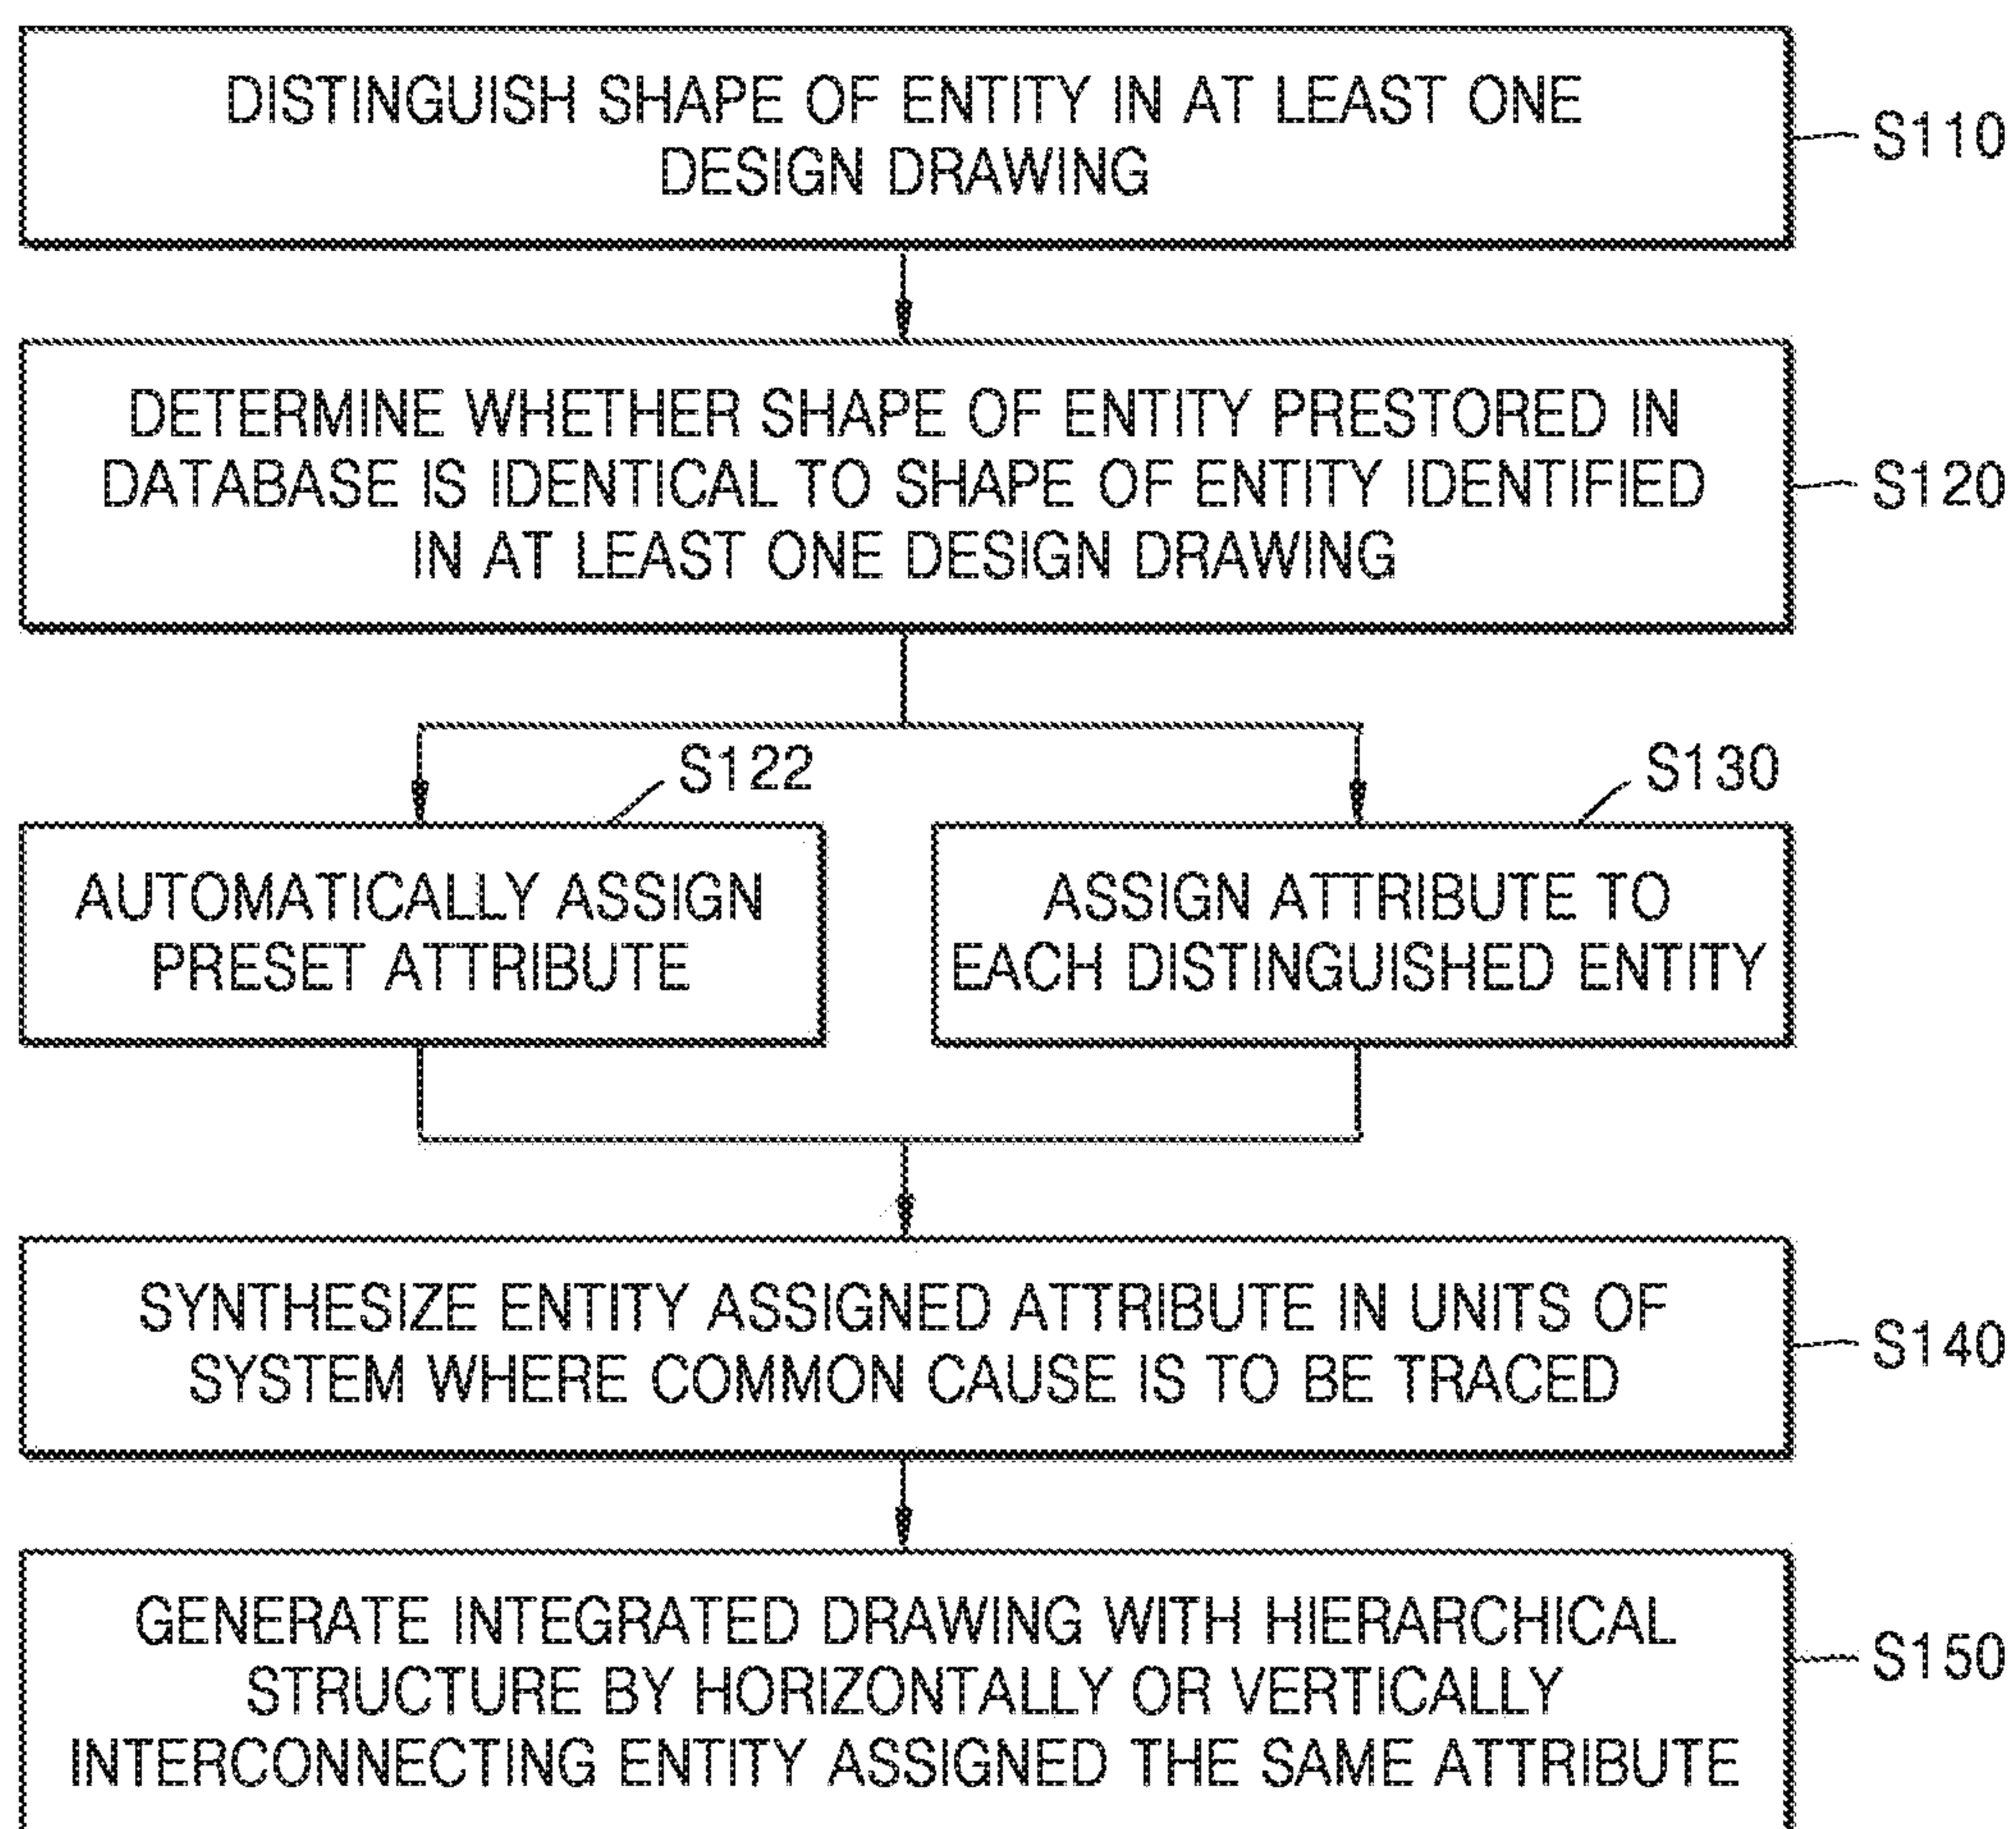 DISTINGUISH SHAPE OF ENTITY IN AT LEAST ONE
DESIGN DRAWING
S110
DETERMINE WHETHER SHAPE OF ENTITY PRESTORED IN
DATABASE IS IDENTICAL TO SHAPE OF ENTITY IDENTIFIED
IN AT LEAST ONE DESIGN DRAWING
S120
S122
AUTOMATICALLY ASSIGN
PRESET ATTRIBUTE
S130
ASSIGN ATTRIBUTE TO
EACH DISTINGUISHED ENTITY
SYNTHESIZE ENTITY ASSIGNED ATTRIBUTE IN UNITS OF
SYSTEM WHERE COMMON CAUSE IS TO BE TRACED
S140
GENERATE INTEGRATED DRAWING WITH HIERARCHICAL
STRUCTURE BY HORIZONTALLY OR VERTICALLY
INTERCONNECTING ENTITY ASSIGNED THE SAME ATTRIBUTE
S150